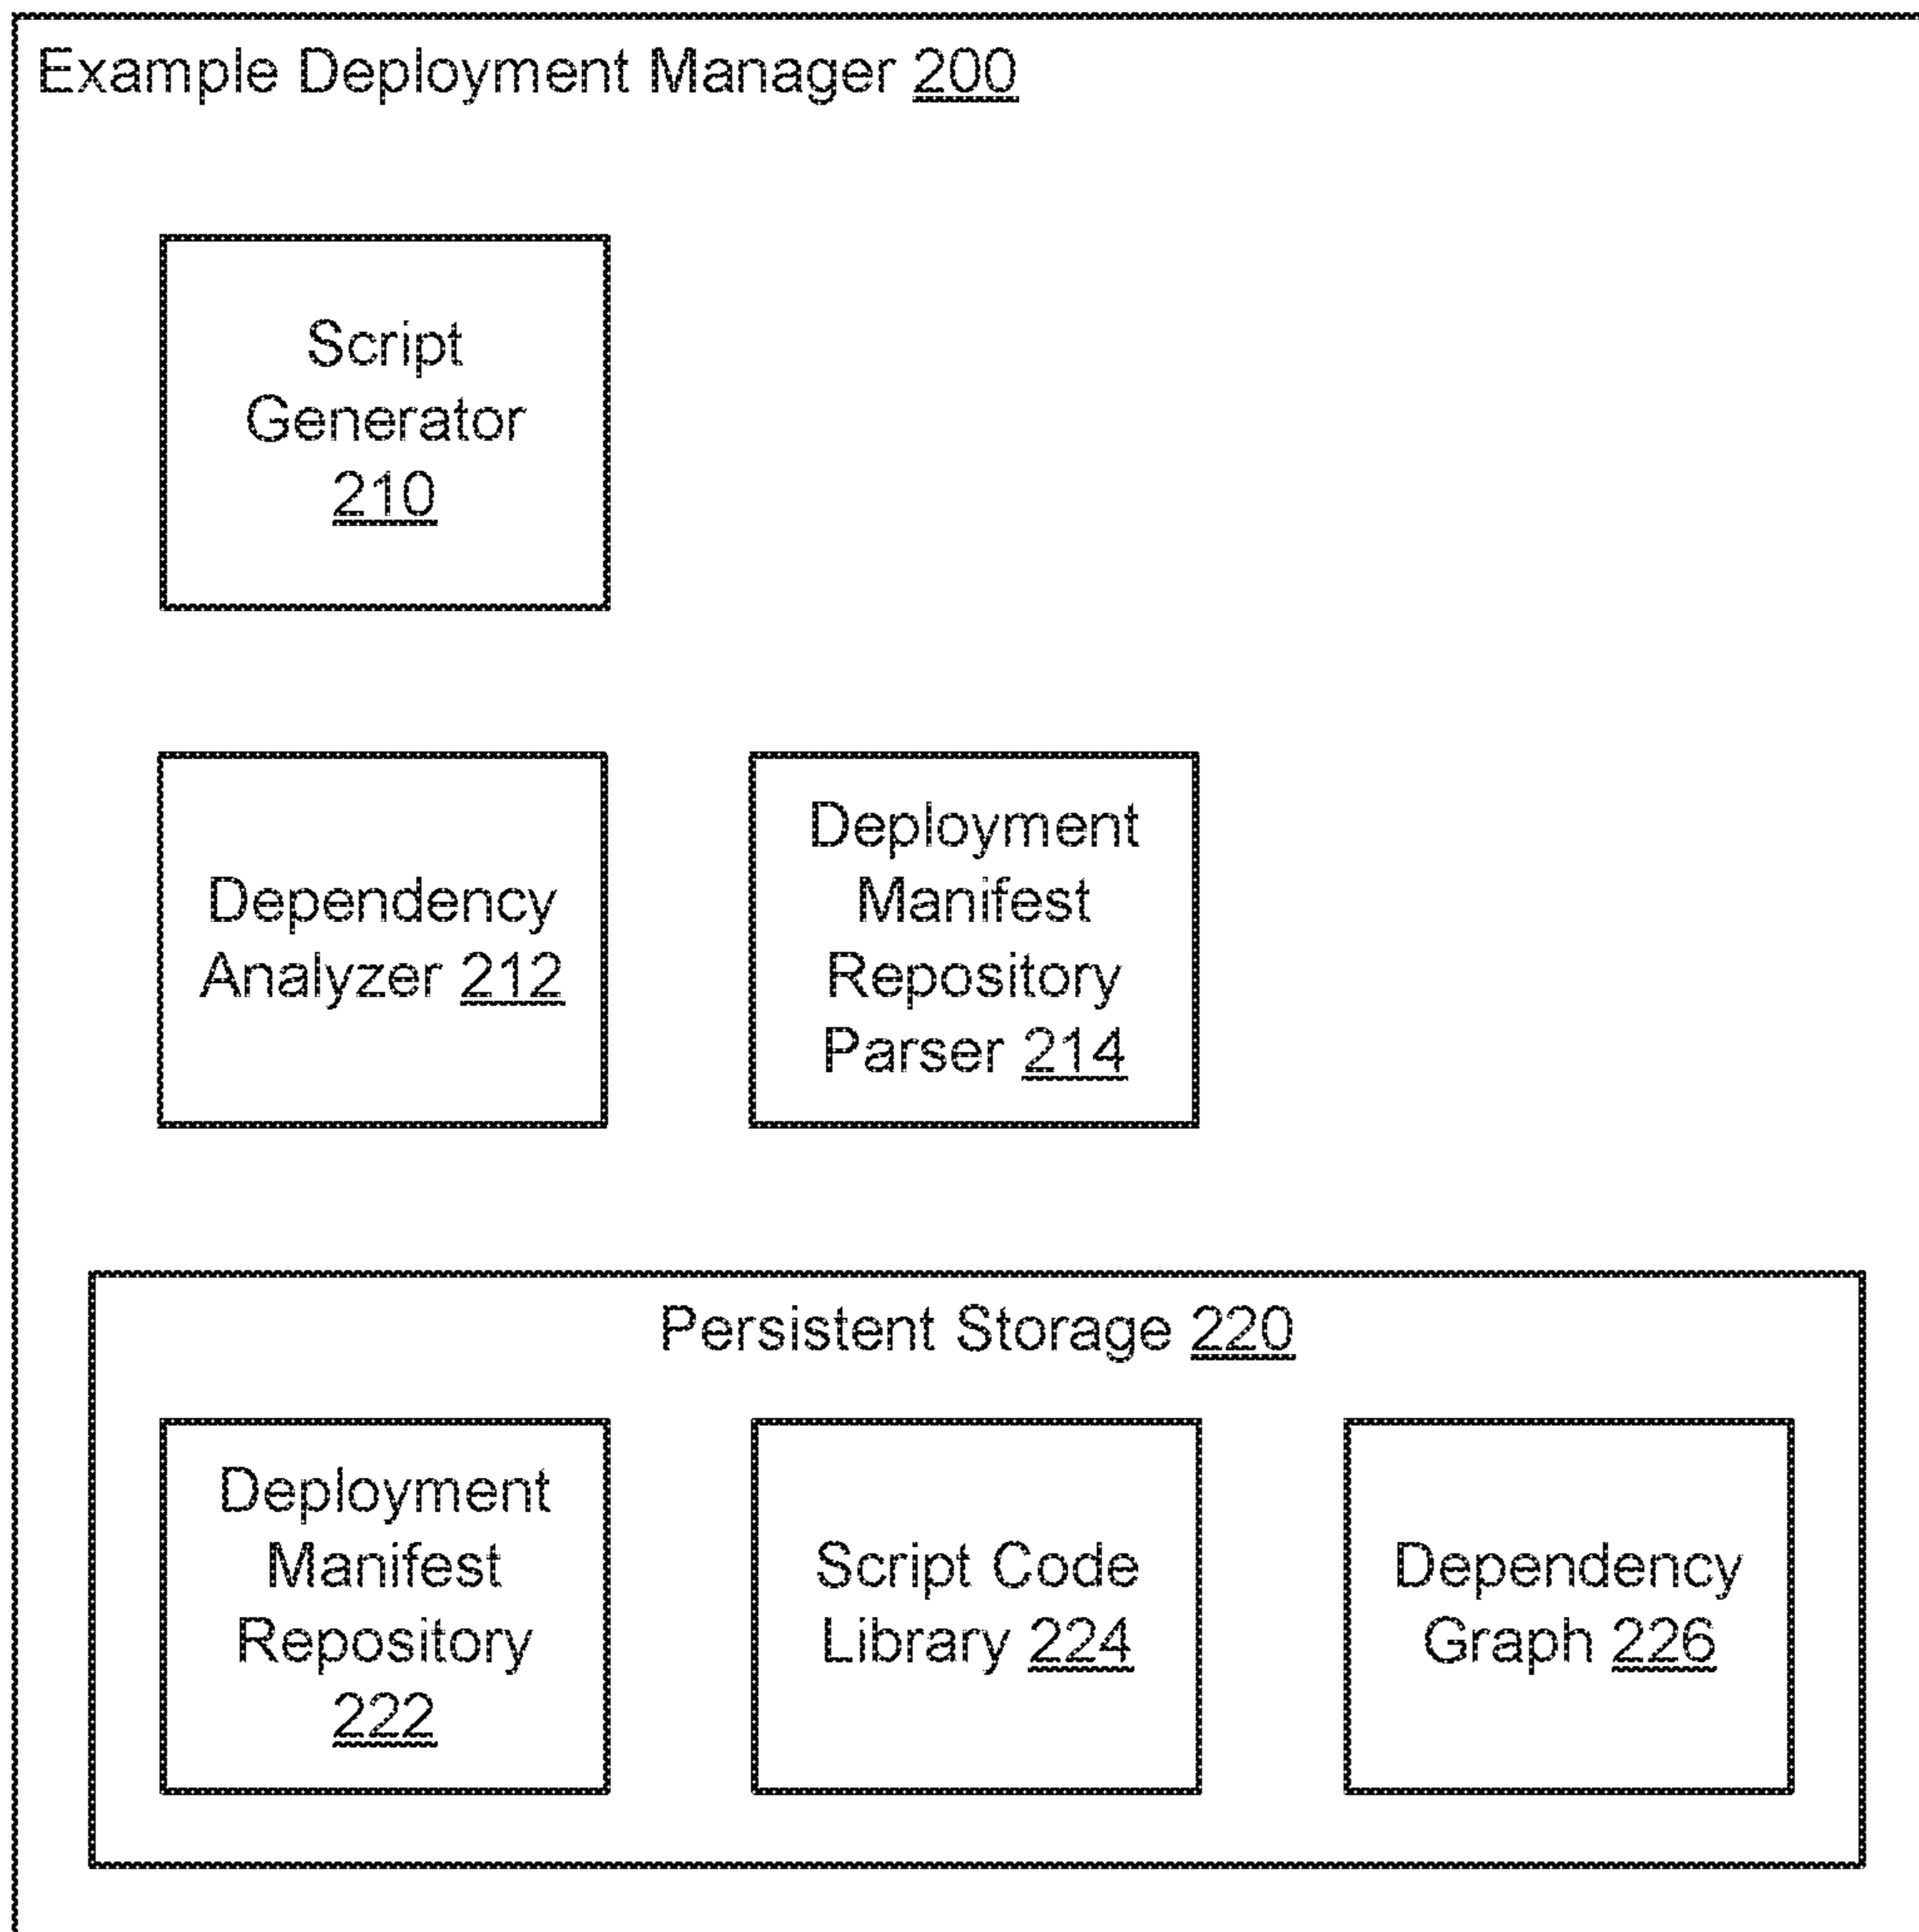 Example Deployment Manager 200
Script
Generator
210
Dependency
Analyzer 212
Deployment
Manifest
Repository
Parser 214
Persistent Storage 220
Deployment
Manifest
Repository
222
Script Code
Library 224
Dependency
Graph 226